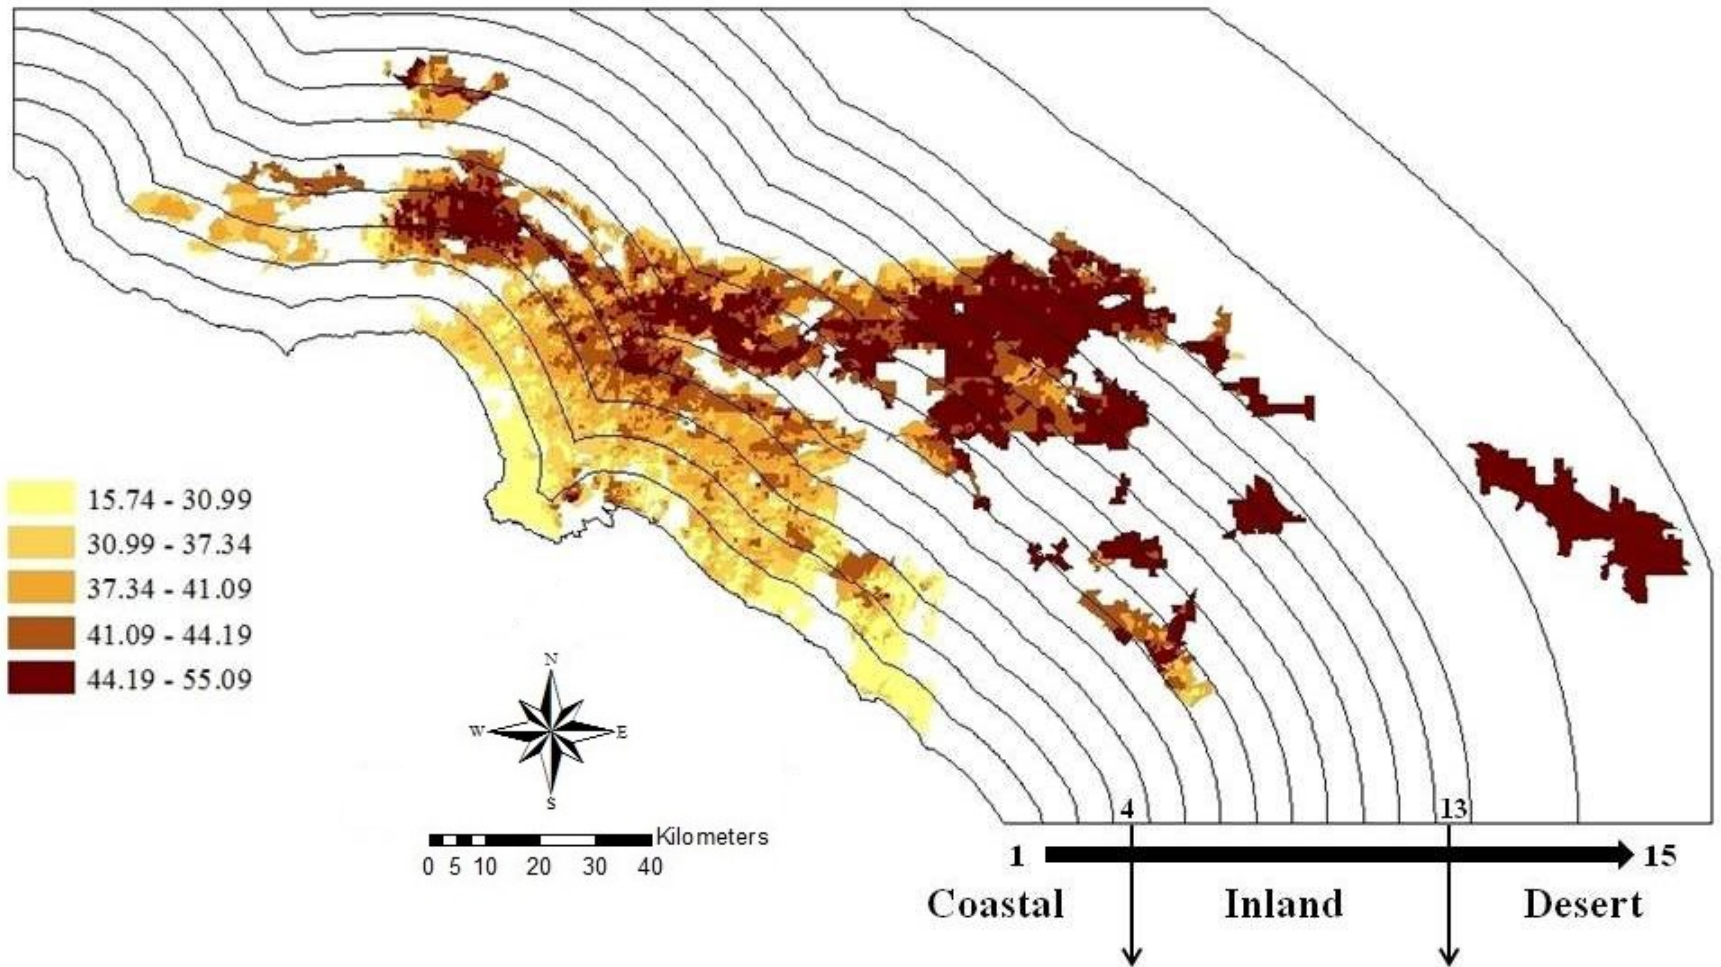 15.74 - 30.99
30.99 - 37.34
37.34 - 41.09
41.09 - 44.19
44.19 - 55.09
N
W E
S
Kilometers
0 5 10 20 30 40
4 13
1 15
Coastal Inland Desert